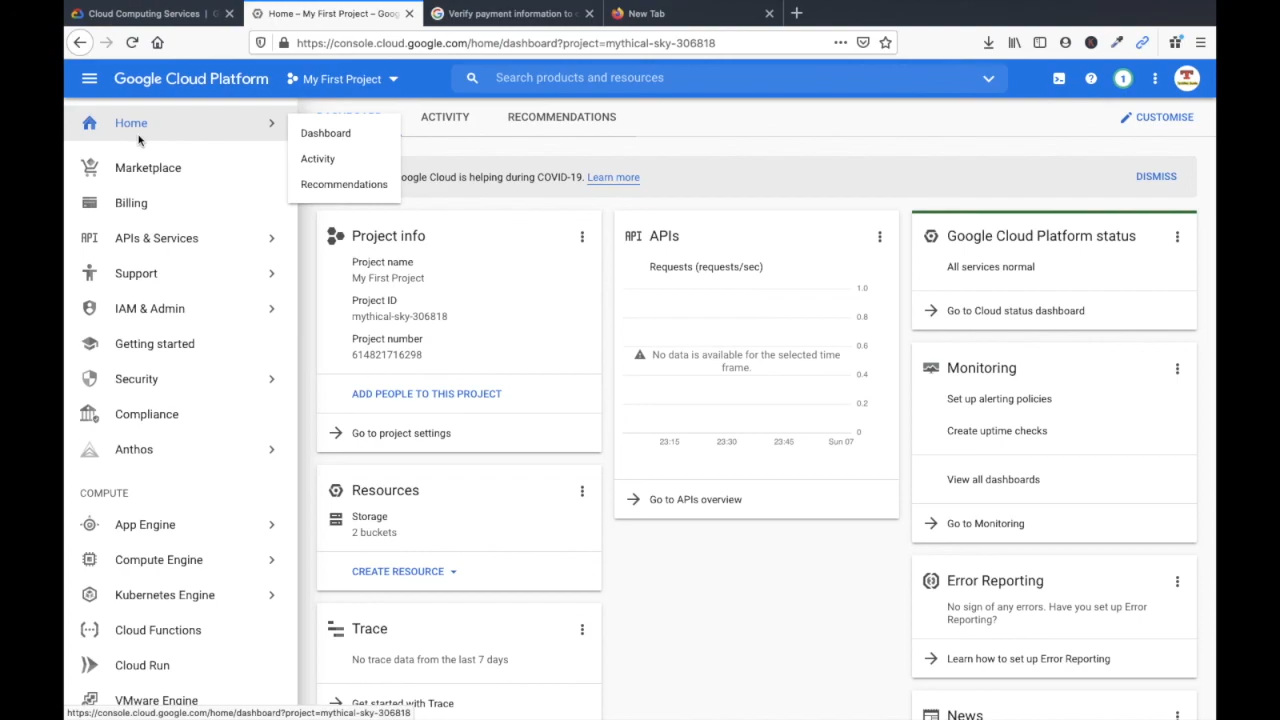 Cloud Computing Services | G
Home – My First Project – Goog
Verify payment information to c
New Tab
https://console.cloud.google.com/home/dashboard?project=mythical-sky-306818
Google Cloud Platform
My First Project
Search products and resources
1
Home
Marketplace
Billing
API
APIs & Services
Support
IAM & Admin
Getting started
Security
Compliance
Anthos
COMPUTE
App Engine
Compute Engine
Kubernetes Engine
Cloud Functions
Cloud Run
VMware Engine
Dashboard
Activity
Recommendations
ACTIVITY
RECOMMENDATIONS
CUSTOMISE
oogle Cloud is helping during COVID-19. Learn more
DISMISS
Project info
Project name
My First Project
Project ID
mythical-sky-306818
Project number
614821716298
ADD PEOPLE TO THIS PROJECT
Go to project settings
Resources
Storage
2 buckets
CREATE RESOURCE
Trace
No trace data from the last 7 days
Get started with Trace
API APIs
Requests (requests/sec)
1.0
0.8
0.6
No data is available for the selected time
frame.
0.4
0.2
0
23:15 23:30 23:45 Sun 07
Go to APIs overview
Google Cloud Platform status
All services normal
Go to Cloud status dashboard
Monitoring
Set up alerting policies
Create uptime checks
View all dashboards
Go to Monitoring
Error Reporting
No sign of any errors. Have you set up Error
Reporting?
Learn how to set up Error Reporting
News
https://console.cloud.google.com/home/dashboard?project=mythical-sky-306818